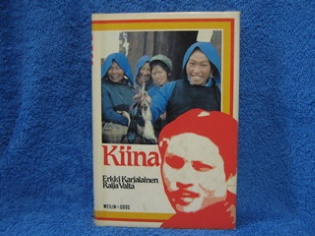 Kiina
Erkki Karjalainen
Raija Valta
WEILIN+GÖÖS